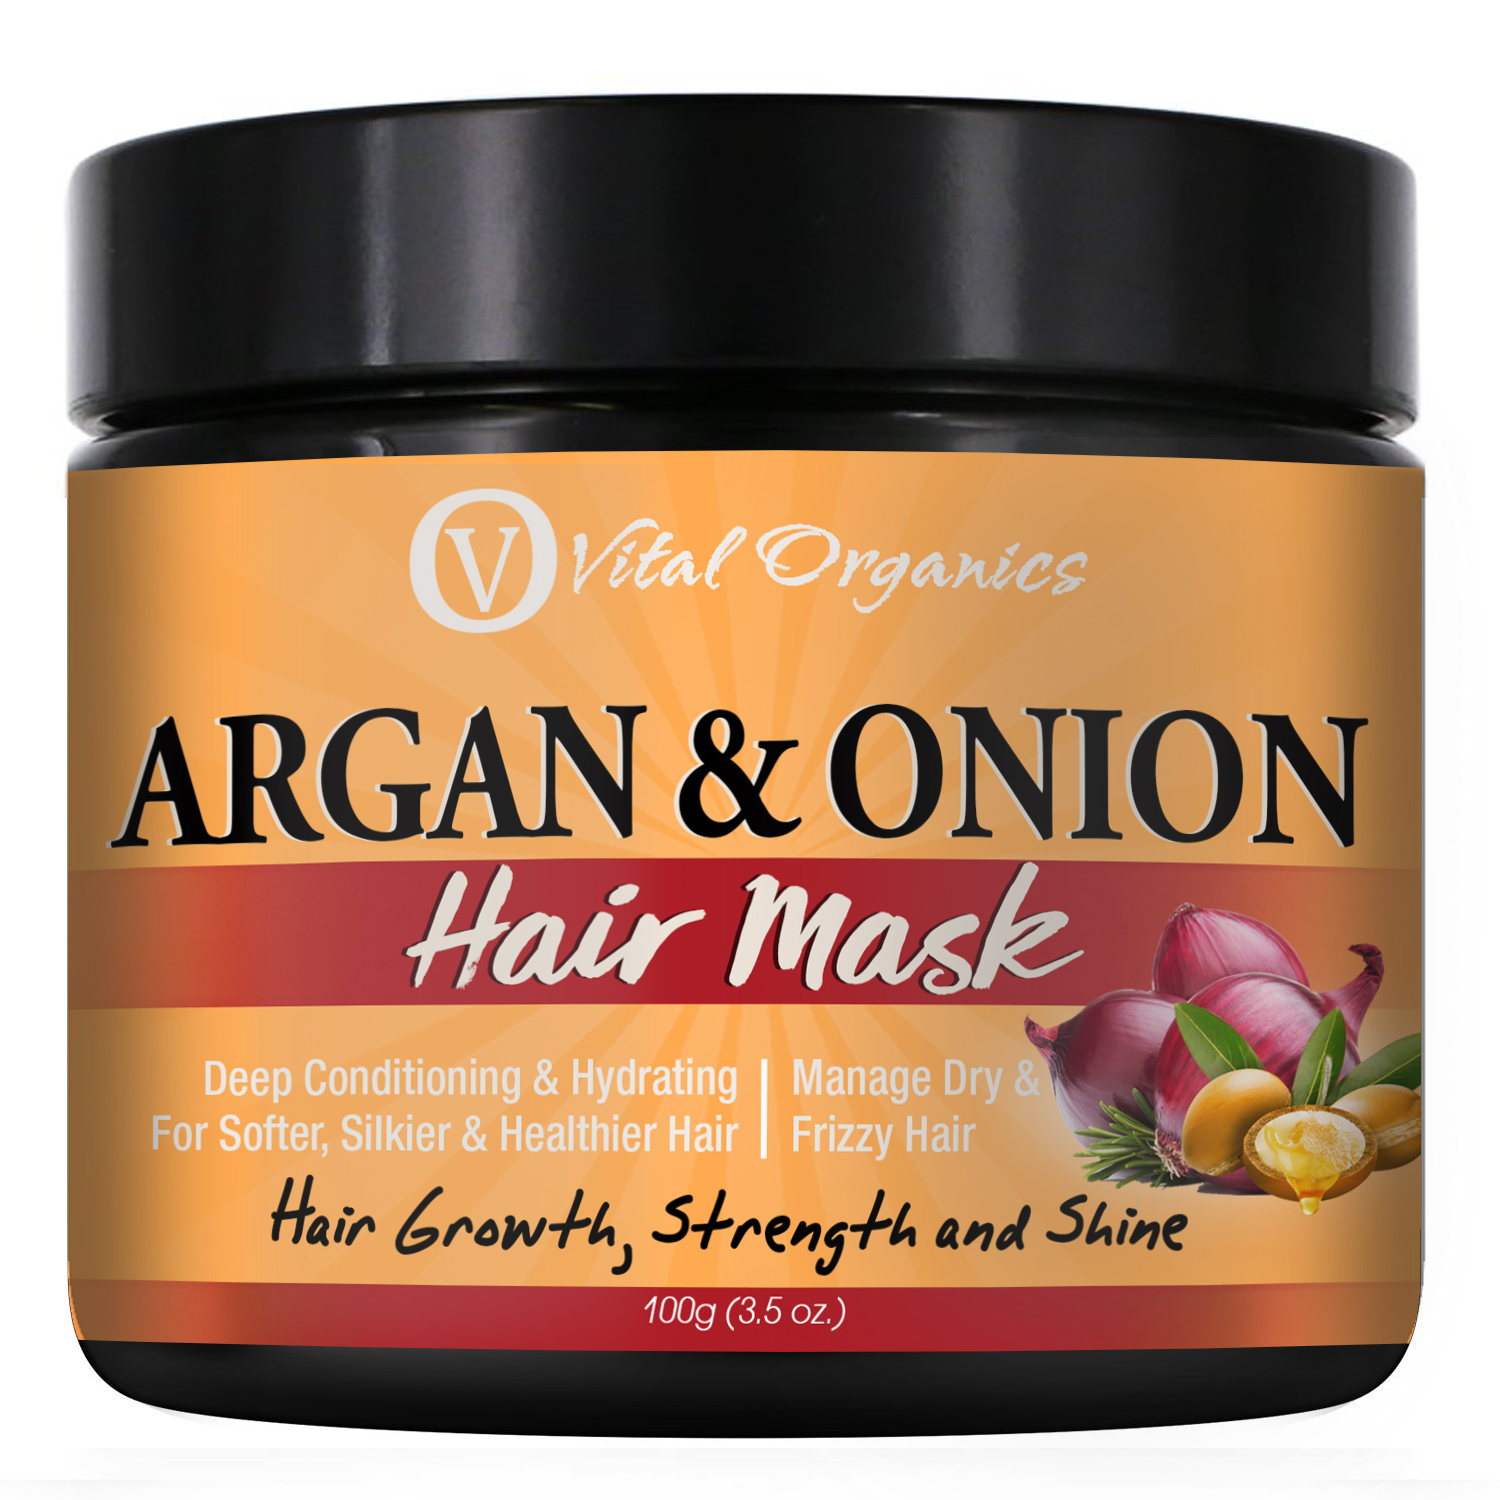 OV Vital Organics
ARGAN & ONION
Hair Mask
Deep Conditioning & Hydrating
For Softer, Silkier & Healthier Hair
Manage Dry &
Frizzy Hair
Hair Growth, Strength and Shine
100g (3.5 oz.)